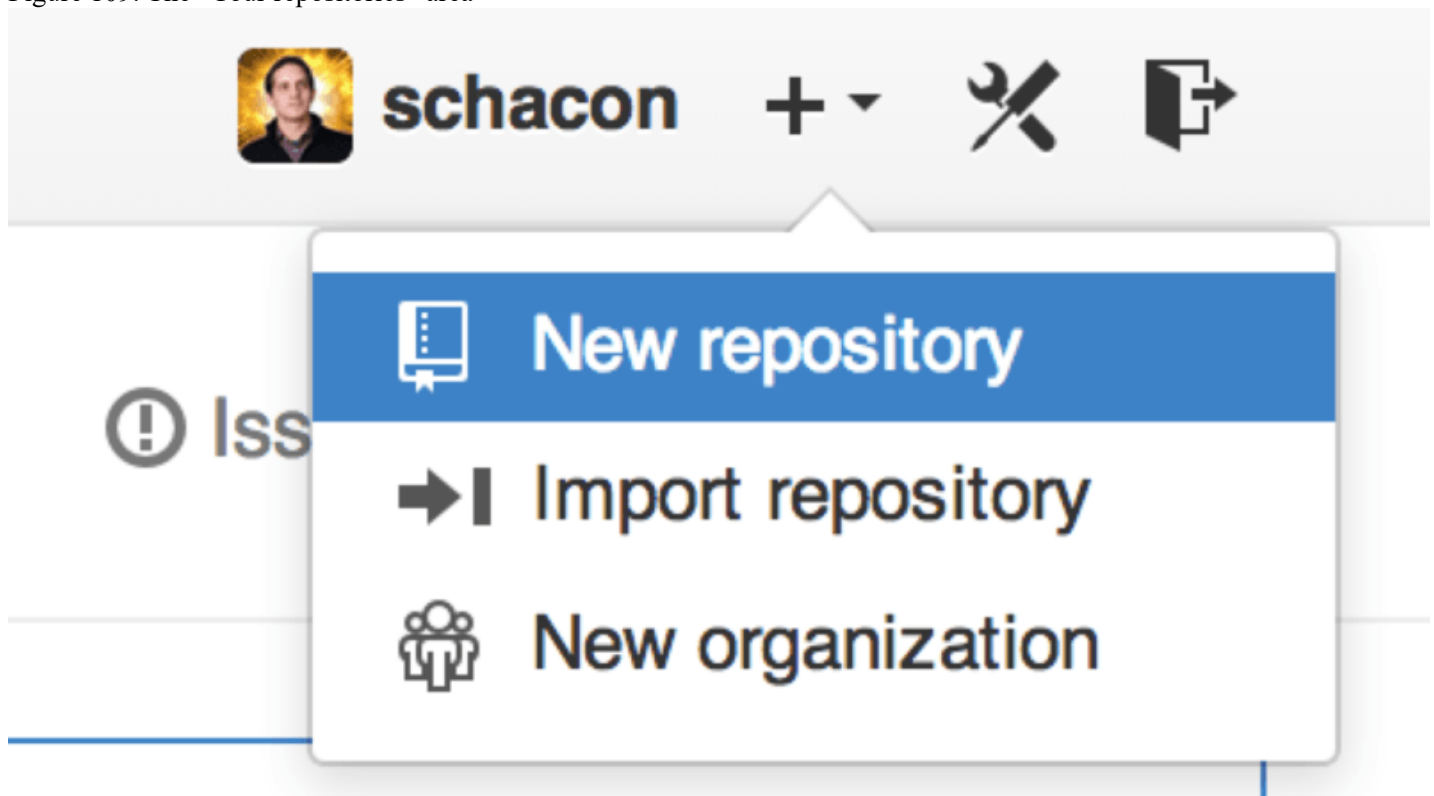 schacon
New repository
Iss
Import repository
New organization